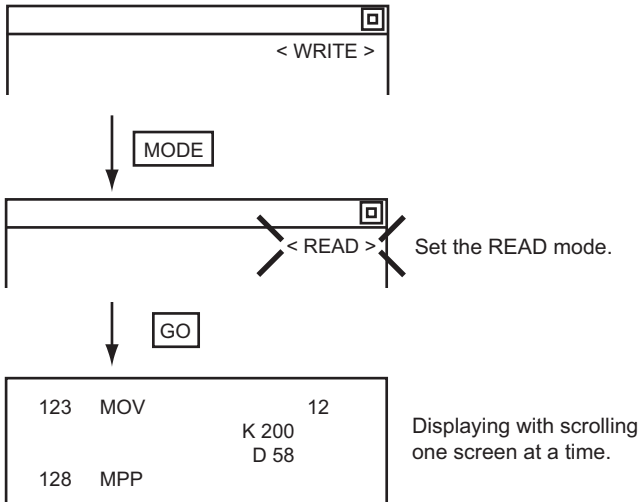 < WRITE >
MODE
< READ >
Set the READ mode.
GO
123 MOV 12
K 200
D 58
128 MPP
Displaying with scrolling
one screen at a time.